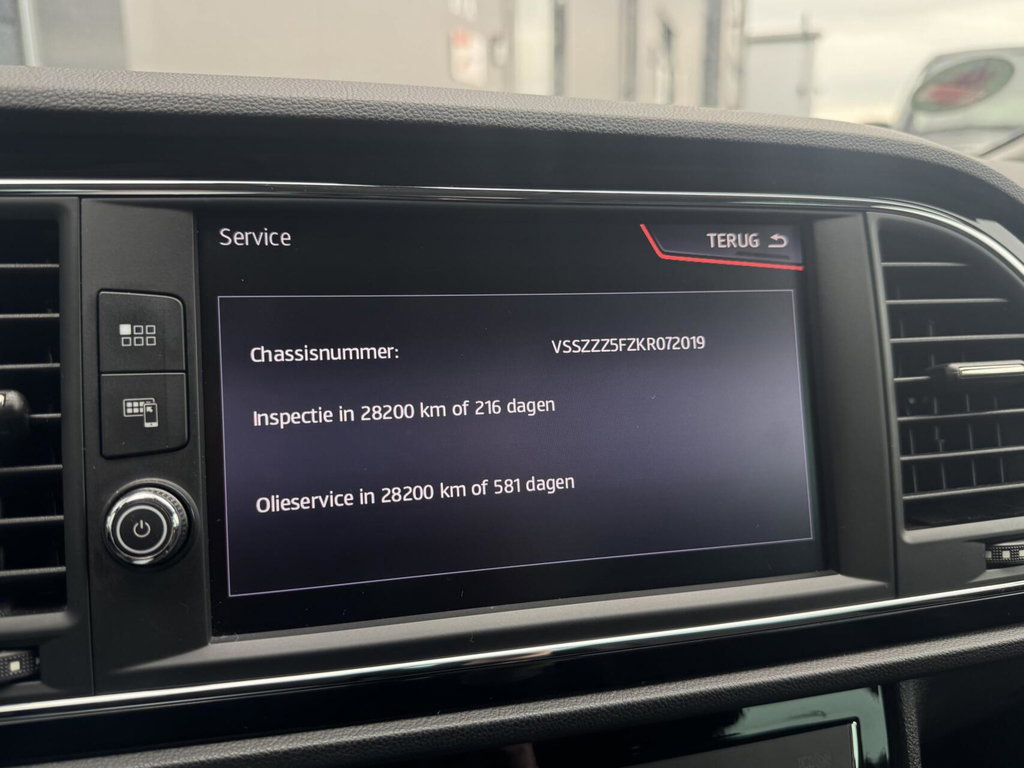 Service
TERUG
Chassisnummer: VSSZZZ5FZKR072019
Inspectie in 28200 km of 216 dagen
Olieservice in 28200 km of 581 dagen